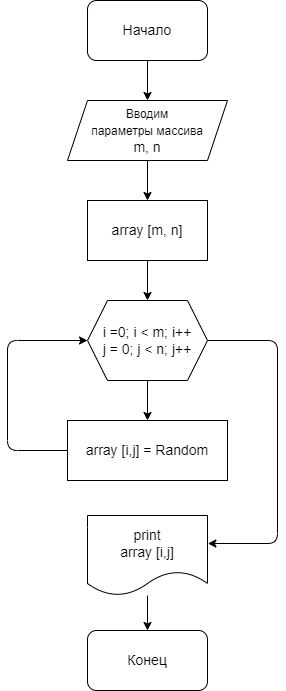 Начало
Вводим
параметры массива
m, n
array [m, n]
i =0; i < m; i++
j = 0; j < n; j++
array [i,j] = Random
print
array [i,j]
Конец